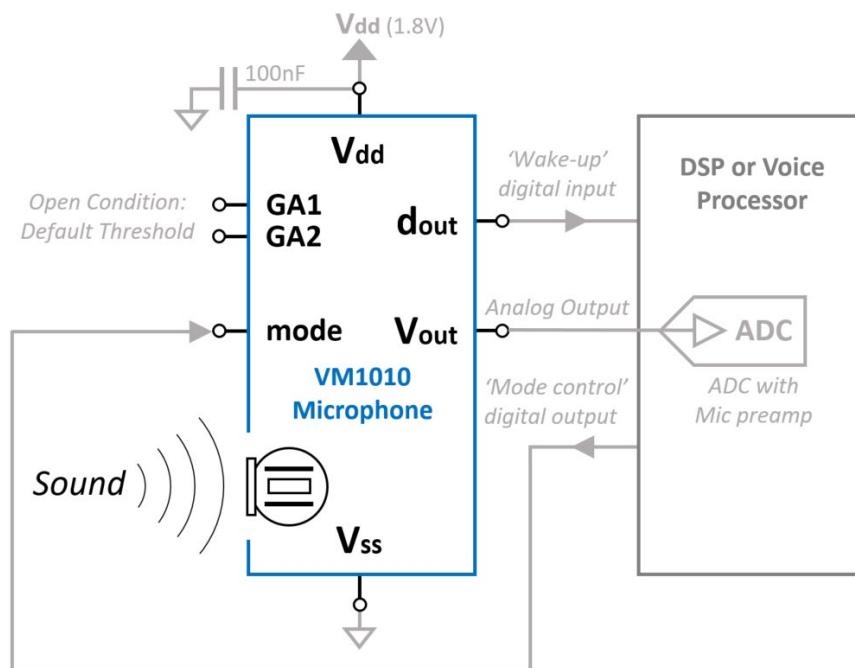 Vdd (1.8V)
100nF
Vdd
Open Condition:
Default Threshold
GA1
GA2
dout
'Wake-up'
digital input
DSP or Voice
Processor
mode
Vout
Analog Output
ADC
VM1010
Microphone
'Mode control'
digital output
ADC with
Mic preamp
Sound
Vss